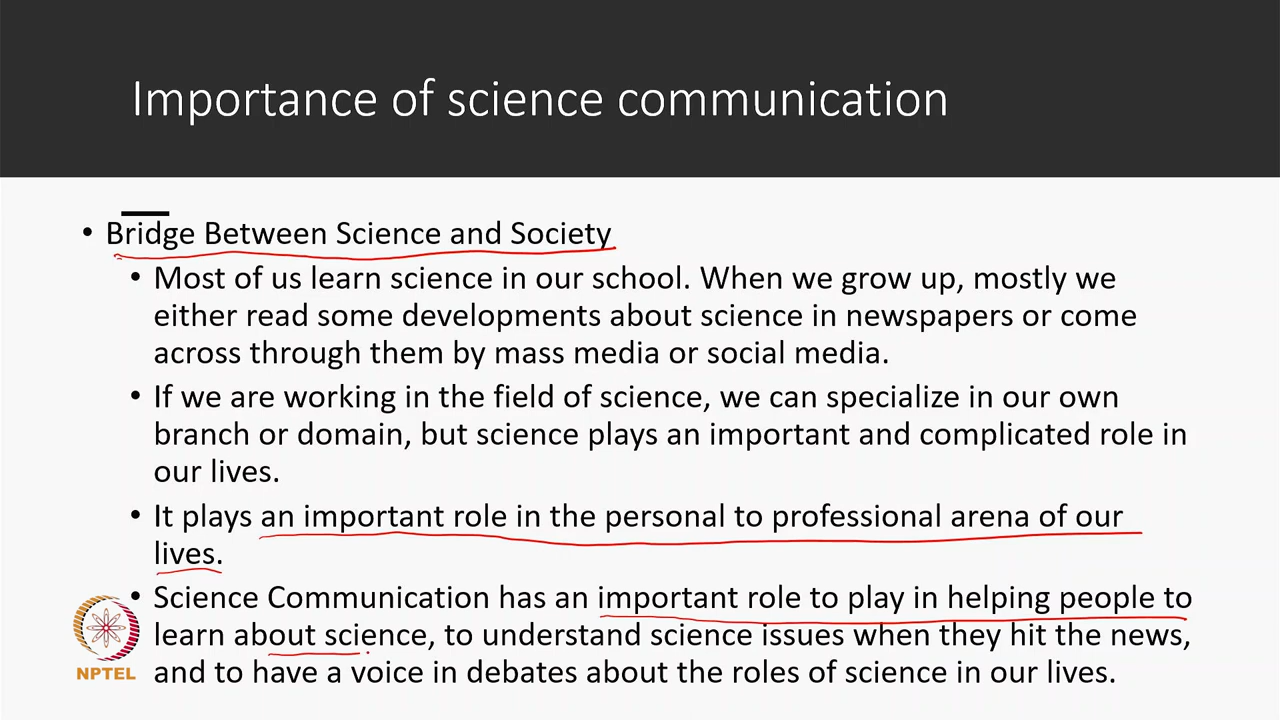 Importance of science communication
• Bridge Between Science and Society
• Most of us learn science in our school. When we grow up, mostly we
either read some developments about science in newspapers or come
across through them by mass media or social media.
• If we are working in the field of science, we can specialize in our own
branch or domain, but science plays an important and complicated role in
our lives.
• It plays an important role in the personal to professional arena of our
lives.
• Science Communication has an important role to play in helping people to
learn about science, to understand science issues when they hit the news,
and to have a voice in debates about the roles of science in our lives.
NPTEL